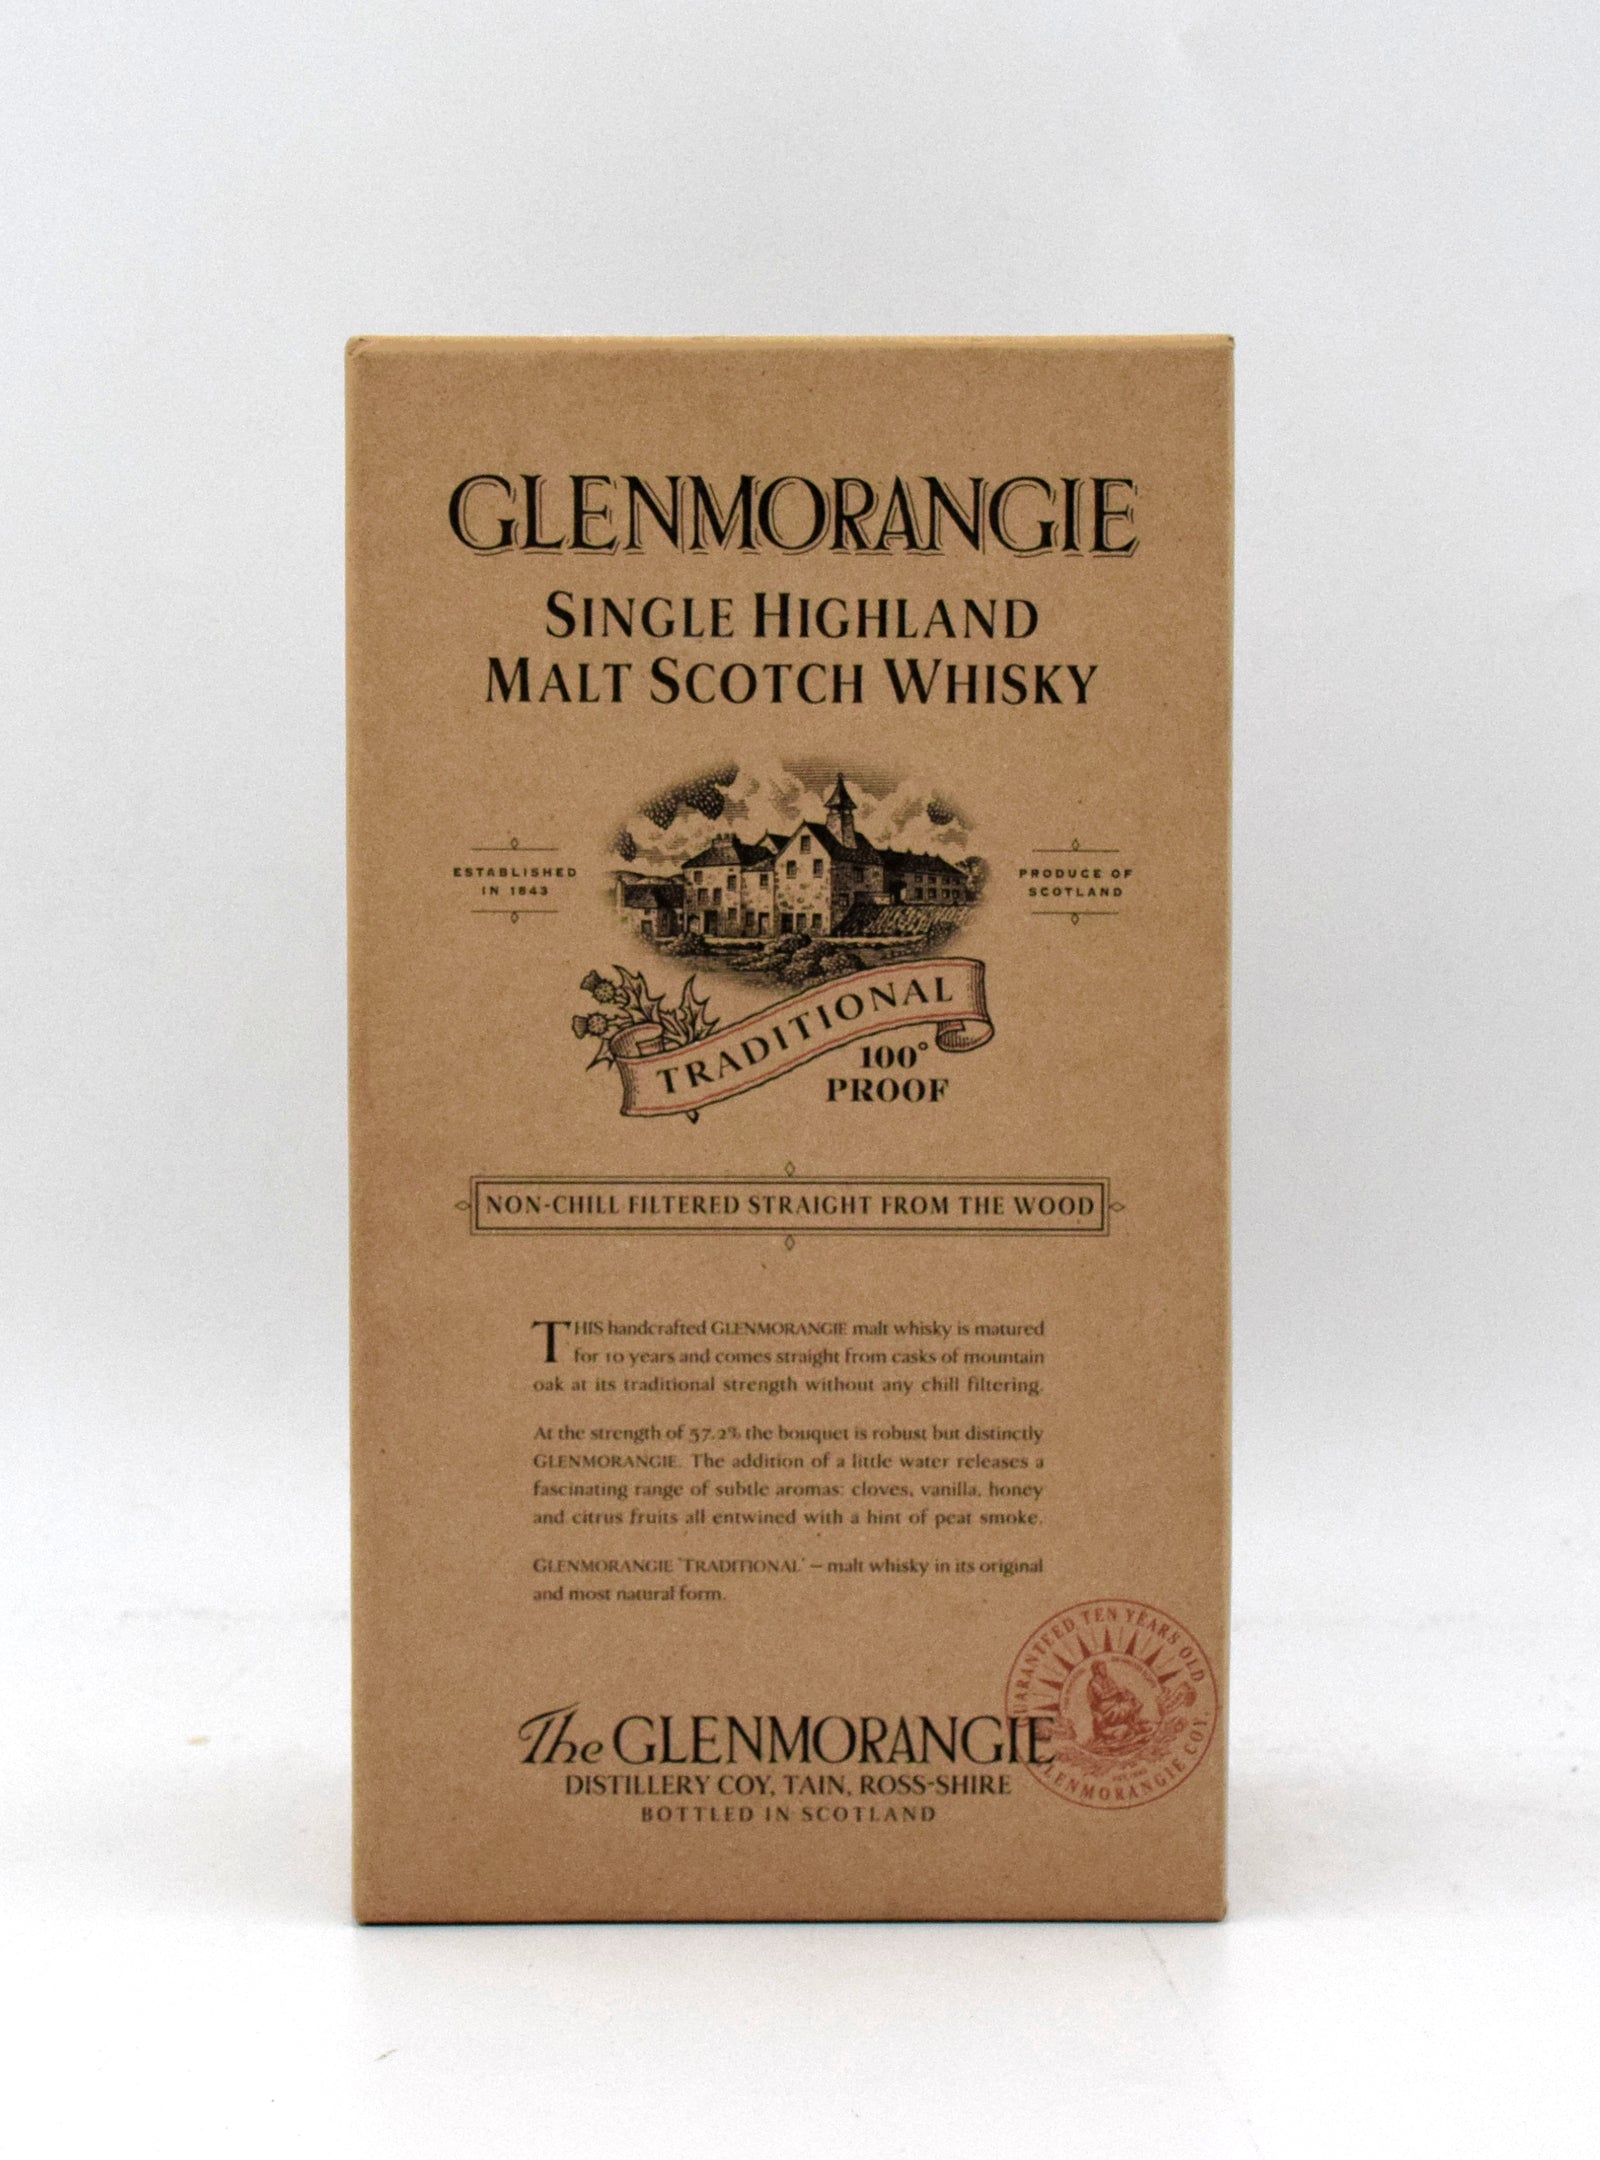 GLENMORANGIE
SINGLE HIGHLAND
MALT SCOTCH WHISKY
ESTABLISHED
IN 1843
PRODUCE OF
SCOTLAND
TRADITIONAL
100°
PROOF
NON-CHILL FILTERED STRAIGHT FROM THE WOOD
THIS handcrafted GLENMORANGIE malt whisky is matured
for 10 years and comes straight from casks of mountain
oak at its traditional strength without any chill filtering.
At the strength of 57.2% the bouquet is robust but distinctly
GLENMORANGIE. The addition of a little water releases a
fascinating range of subtle aromas: cloves, vanilla, honey
and citrus fruits all entwined with a hint of peat smoke.
GLENMORANGIE 'TRADITIONAL' – malt whisky in its original
and most natural form.
GUARANTEED TEN YEARS OLD
GLENMORANGIE COY.
The GLENMORANGIE
DISTILLERY COY, TAIN, ROSS-SHIRE
BOTTLED IN SCOTLAND